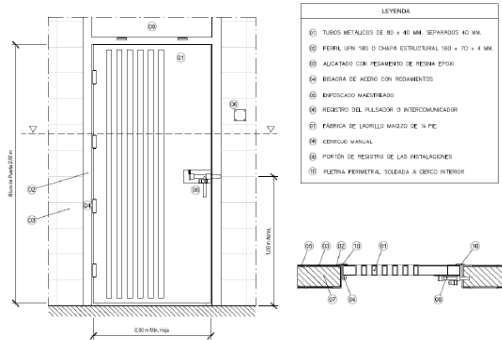 LEYENDA
01 TUBOS METALICOS DE 80 x 40 MM. SEPARADOS 40 MM.
02 PERFIL UPN 180 O CHAPA ESTRUCTURAL 180 x 70 x 4 MM.
03 ALICATADO CON PEGAMENTO DE RESINA EPOXI
04 BISAGRA DE ACERO CON RODAMIENTOS
05 ENFOSCADO MAESTREADO
06 REGISTRO DEL PULSADOR O INTERCOMUNICADOR
07 FÁBRICA DE LADRILLO MACIZO DE ½ PIE
08 CERROJO MANUAL
09 PORTÓN DE REGISTRO DE LAS INSTALACIONES
10 PLETINA PERIMETRAL, SOLDADA A CERCO INTERIOR
09
01
06
02
04
03
08
05 03 02 10 01 10
07 04 08